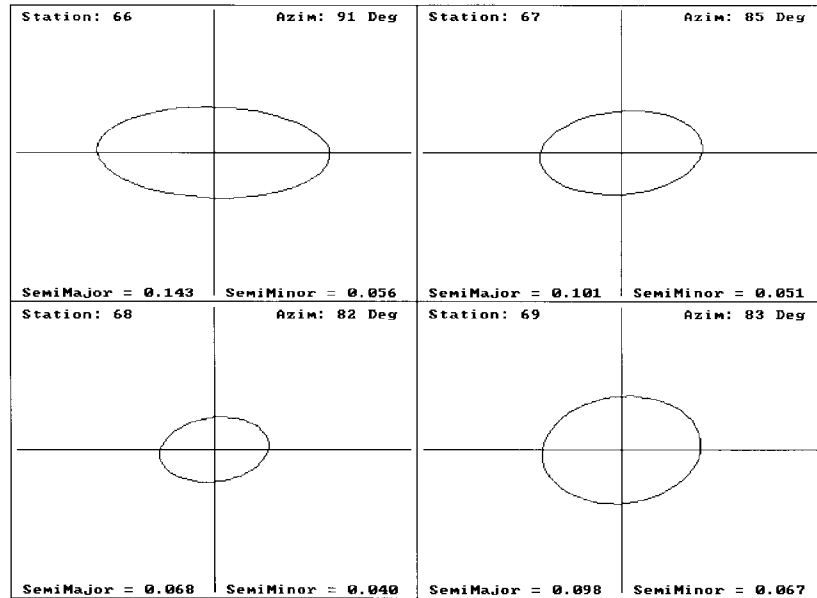 Station: 66 Azim: 91 Deg
SemiMajor = 0.143 SemiMinor = 0.056
Station: 67 Azim: 85 Deg
SemiMajor = 0.101 SemiMinor = 0.051
Station: 68 Azim: 82 Deg
SemiMajor = 0.068 SemiMinor = 0.040
Station: 69 Azim: 83 Deg
SemiMajor = 0.098 SemiMinor = 0.067